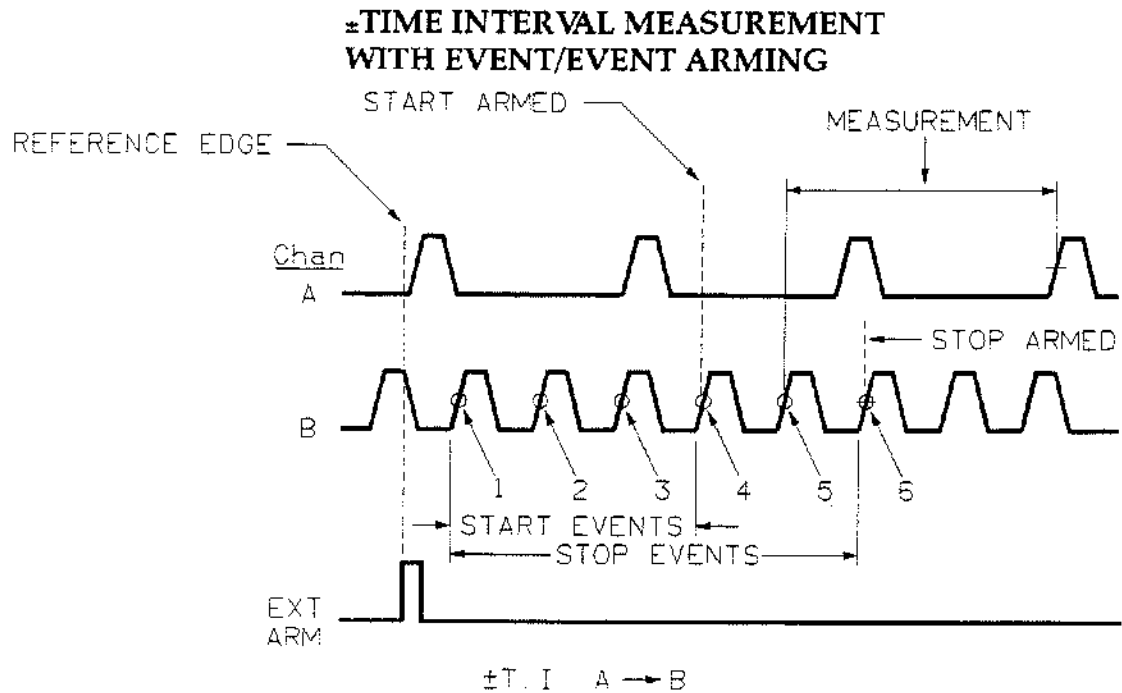 ±TIME INTERVAL MEASUREMENT
WITH EVENT/EVENT ARMING
START ARMED
MEASUREMENT
REFERENCE EDGE
Chan
A
STOP ARMED
B
1 2 3 4 5 6
START EVENTS
STOP EVENTS
EXT
ARM
±T.I A → B